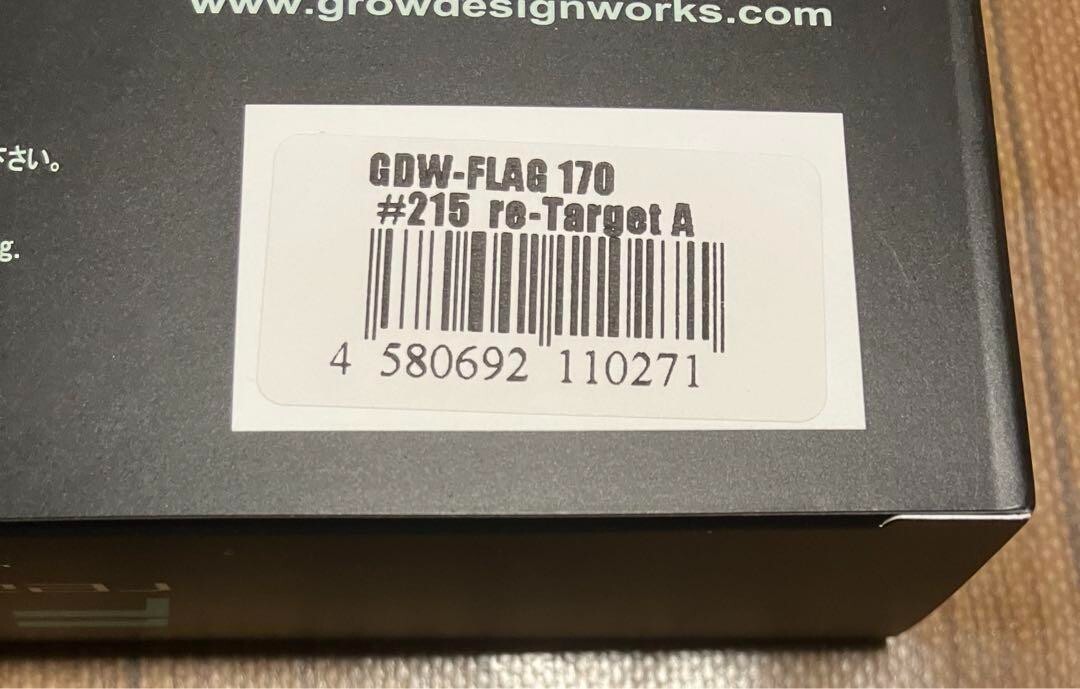 www.growdesignworks.com
さい。
g.
GDW-FLAG 170
#215 re-Target A
4 580692 110271